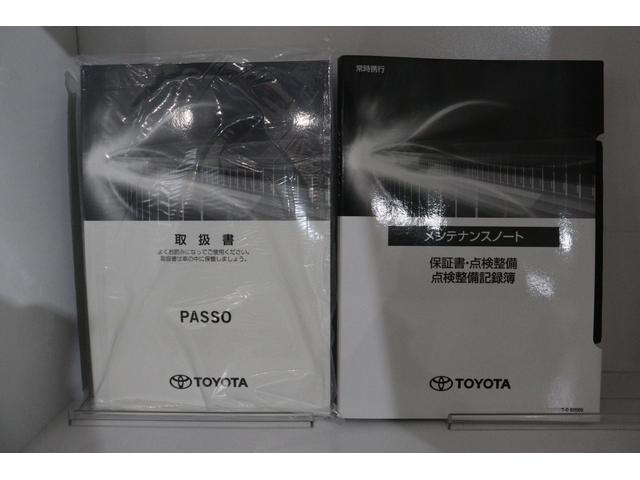 取扱書
よくお読みになってご使用ください。
取扱書は車の中に保管しましょう。
PASSO
TOYOTA
常時携行
メンテナンスノート
保証書・点検整備
点検整備記録簿
TOYOTA